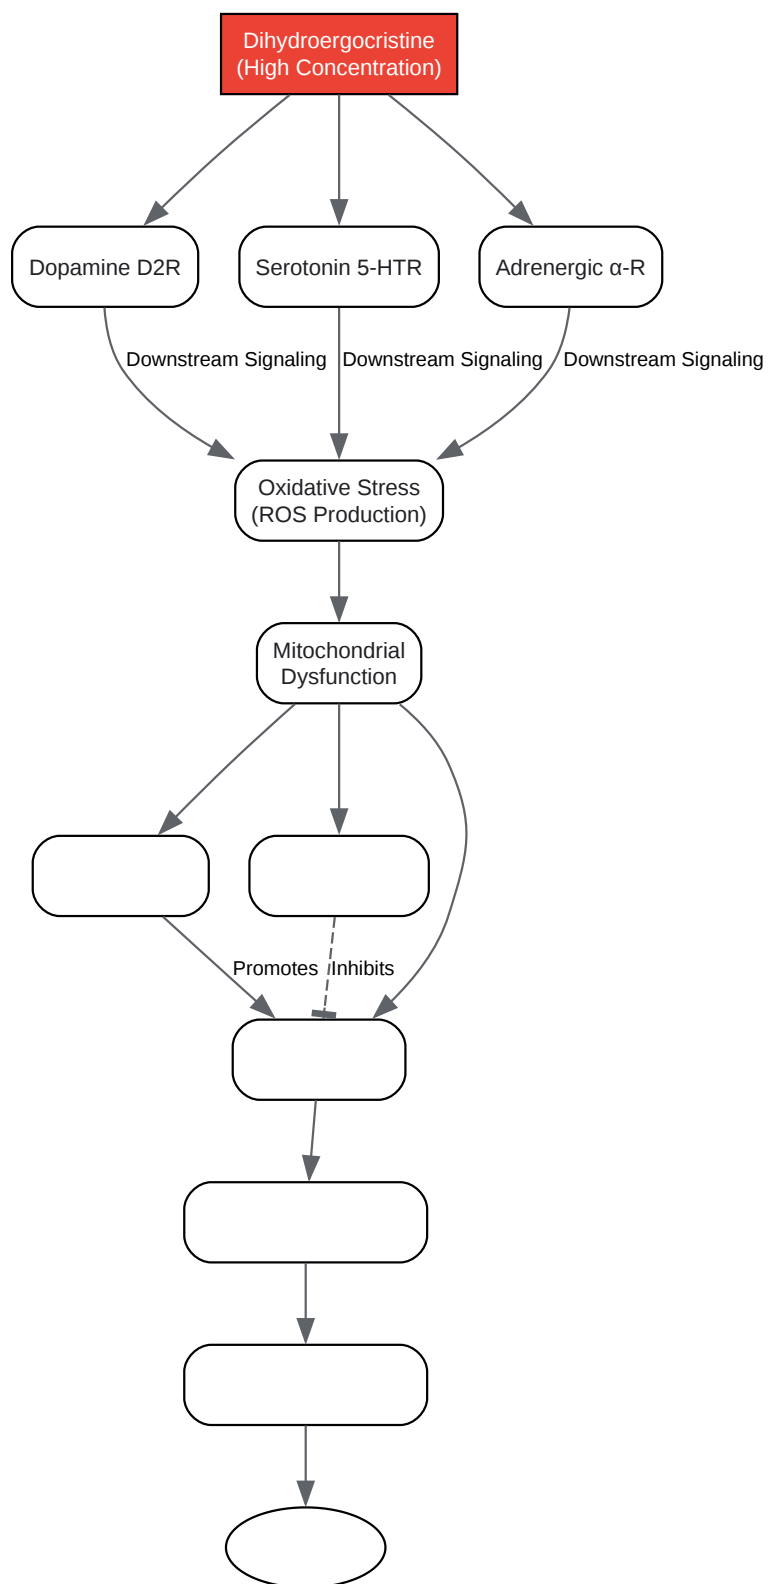 Dihydroergocristine
(High Concentration)
Dopamine D2R
Serotonin 5-HTR
Adrenergic α-R
Downstream Signaling
Downstream Signaling
Downstream Signaling
Oxidative Stress
(ROS Production)
Mitochondrial
Dysfunction
Promotes
Inhibits